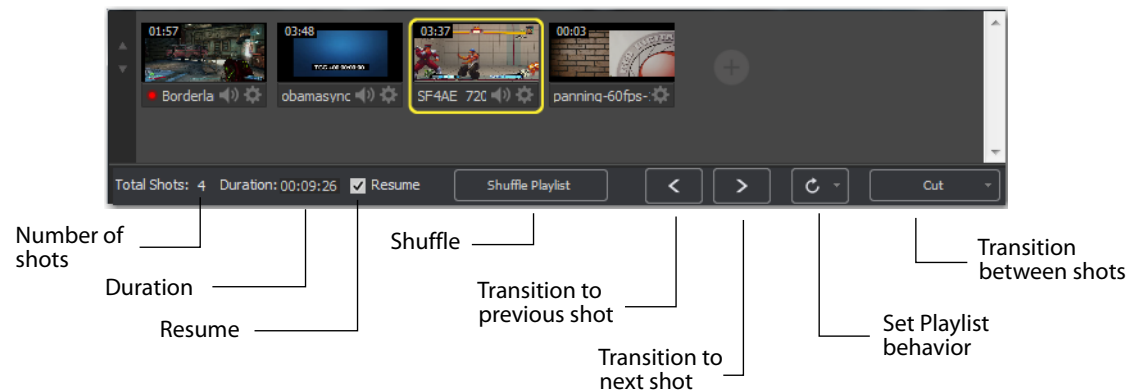 01:57
03:48
03:37
00:03
Borderla
obamasync
SF4AE_720
panning-60fps-
Total Shots: 4
Duration: 00:09:26
Resume
Shuffle Playlist
Cut
Number of
shots
Duration
Resume
Shuffle
Transition to
previous shot
Transition to
next shot
Set Playlist
behavior
Transition
between shots